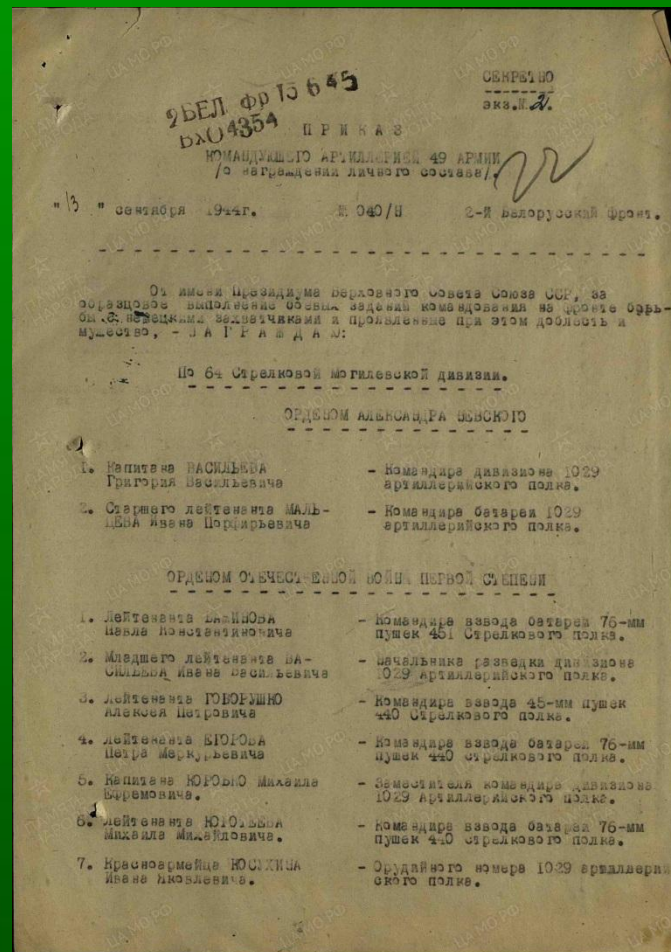 СЕКРЕТНО
экз.№ 2.
2БЕЛ фр 15 6 45
Вх04354
ПРИКАЗ
КОМАНДУЮЩЕГО АРТИЛЛЕРИЕЙ 49 АРМИИ
/о награждении личного состава/.
"13" сентября 1944г. № 040/Н 2-й Белорусский фронт.
От имени Президиума Верховного Совета Союза ССР, за
образцовое выполнение боевых заданий командования на фронте борь-
бы с немецкими захватчиками и проявленные при этом доблесть и
мужество, - НАГРАЖДАЮ:
По 64 Стрелковой Могилевской дивизии.
ОРДЕНОМ АЛЕКСАНДРА НЕВСКОГО
1. Капитана ВАСИЛЬЕВА - Командира дивизиона 1029
Григория Васильевича артиллерийского полка.
2. Старшего лейтенанта МАЛЬ- - Командира батареи 1029
ЦЕВА Ивана Порфирьевича артиллерийского полка.
ОРДЕНОМ ОТЕЧЕСТВЕННОЙ ВОЙНЫ ПЕРВОЙ СТЕПЕНИ
1. Лейтенанта - Командира взвода батареи 76-мм
Павла Константиновича пушек 451 Стрелкового полка.
2. Младшего лейтенанта ВА- - Начальника разведки дивизиона
СИЛЬЕВА Ивана Васильевича 1029 Артиллерийского полка.
3. Лейтенанта ГОВОРУШКО - Командира взвода 45-мм пушек
Алексея Петровича 440 Стрелкового полка.
4. Лейтенанта ЕГОРОВА - Командира взвода батареи 76-мм
Петра Меркурьевича пушек 440 стрелкового полка.
5. Капитана КОРОБКО Михаила - Заместителя командира дивизиона
Ефремовича. 1029 Артиллерийского полка.
6. Лейтенанта КОРОТЕЕВА - Командира взвода батареи 76-мм
Михаила Михайловича. пушек 440 стрелкового полка.
7. Красноармейца КОСУХИНА - Орудийного номера 1029 артиллерий
Ивана Яковлевича. ского полка.